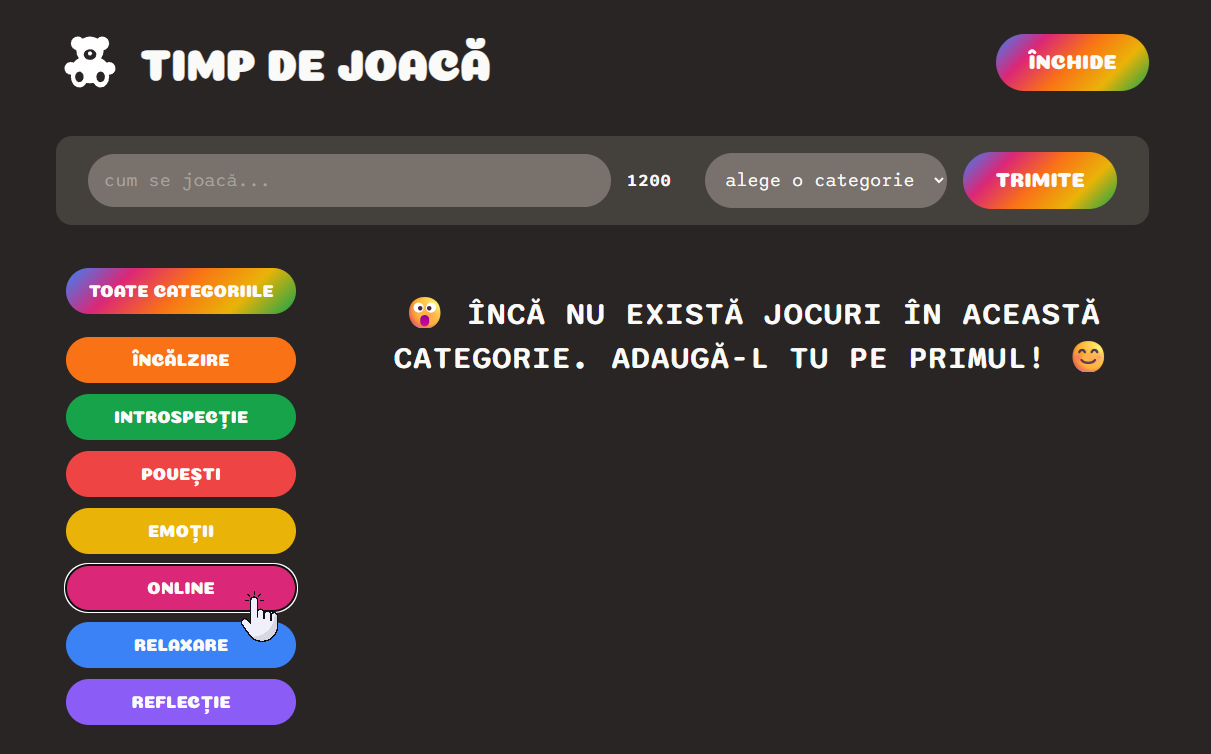 TIMP DE JOACĂ
ÎNCHIDE
cum se joacă...
1200
alege o categorie
TRIMITE
TOATE CATEGORIILE
ÎNCĂLZIRE
INTROSPECȚIE
POVEȘTI
EMOȚII
ONLINE
RELAXARE
REFLECȚIE
😲 ÎNCĂ NU EXISTĂ JOCURI ÎN ACEASTĂ
CATEGORIE. ADAUGĂ-L TU PE PRIMUL! 😊